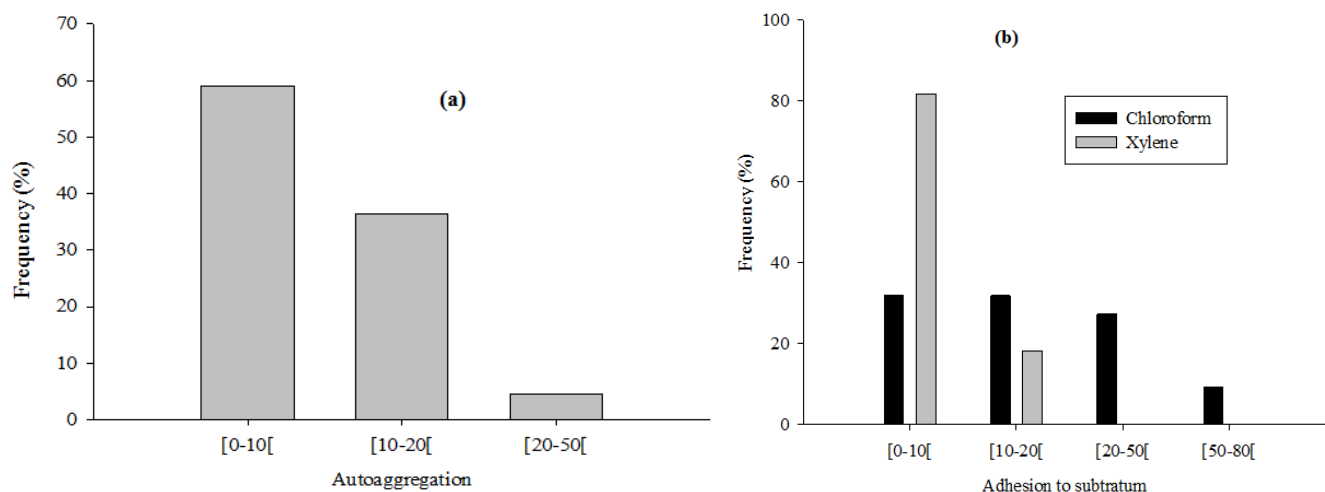 (a)
Frequency (%)
70
60
50
40
30
20
10
0
[0-10[ [10-20[ [20-50[
Autoaggregation
(b)
Chloroform
Xylene
Frequency (%)
100
80
60
40
20
0
[0-10[ [10-20[ [20-50[ [50-80[
Adhesion to subtratum